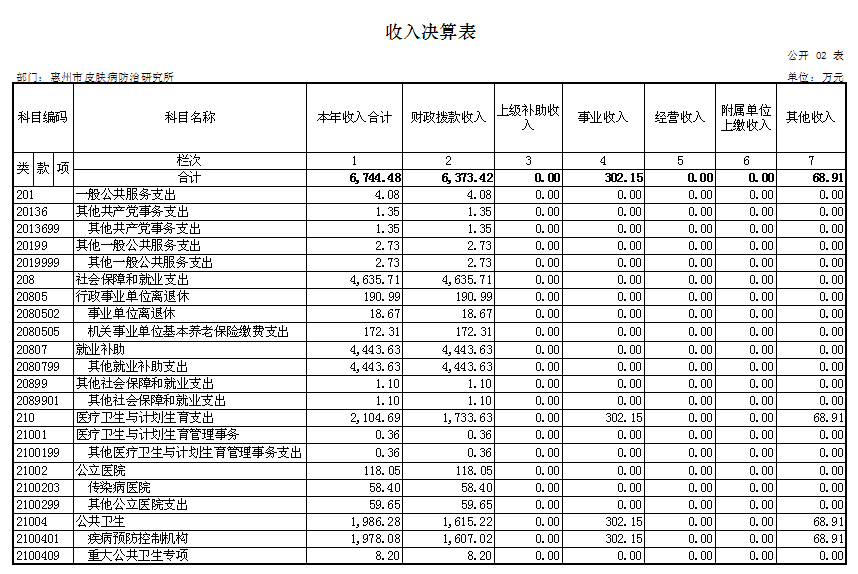 收入决算表
公开 02 表
部门：惠州市皮肤病防治研究所 单位：万元
科目编码 科目名称 本年收入合计 财政拨款收入 上级补助收入 事业收入 经营收入 附属单位上缴收入 其他收入
类 款 项 栏次 1 2 3 4 5 6 7
合计 6,744.48 6,373.42 0.00 302.15 0.00 0.00 68.91
201 一般公共服务支出 4.08 4.08 0.00 0.00 0.00 0.00 0.00
20136 其他共产党事务支出 1.35 1.35 0.00 0.00 0.00 0.00 0.00
2013699 其他共产党事务支出 1.35 1.35 0.00 0.00 0.00 0.00 0.00
20199 其他一般公共服务支出 2.73 2.73 0.00 0.00 0.00 0.00 0.00
2019999 其他一般公共服务支出 2.73 2.73 0.00 0.00 0.00 0.00 0.00
208 社会保障和就业支出 4,635.71 4,635.71 0.00 0.00 0.00 0.00 0.00
20805 行政事业单位离退休 190.99 190.99 0.00 0.00 0.00 0.00 0.00
2080502 事业单位离退休 18.67 18.67 0.00 0.00 0.00 0.00 0.00
2080505 机关事业单位基本养老保险缴费支出 172.31 172.31 0.00 0.00 0.00 0.00 0.00
20807 就业补助 4,443.63 4,443.63 0.00 0.00 0.00 0.00 0.00
2080799 其他就业补助支出 4,443.63 4,443.63 0.00 0.00 0.00 0.00 0.00
20899 其他社会保障和就业支出 1.10 1.10 0.00 0.00 0.00 0.00 0.00
2089901 其他社会保障和就业支出 1.10 1.10 0.00 0.00 0.00 0.00 0.00
210 医疗卫生与计划生育支出 2,104.69 1,733.63 0.00 302.15 0.00 0.00 68.91
21001 医疗卫生与计划生育管理事务 0.36 0.36 0.00 0.00 0.00 0.00 0.00
2100199 其他医疗卫生与计划生育管理事务支出 0.36 0.36 0.00 0.00 0.00 0.00 0.00
21002 公立医院 118.05 118.05 0.00 0.00 0.00 0.00 0.00
2100203 传染病医院 58.40 58.40 0.00 0.00 0.00 0.00 0.00
2100299 其他公立医院支出 59.65 59.65 0.00 0.00 0.00 0.00 0.00
21004 公共卫生 1,986.28 1,615.22 0.00 302.15 0.00 0.00 68.91
2100401 疾病预防控制机构 1,978.08 1,607.02 0.00 302.15 0.00 0.00 68.91
2100409 重大公共卫生专项 8.20 8.20 0.00 0.00 0.00 0.00 0.00